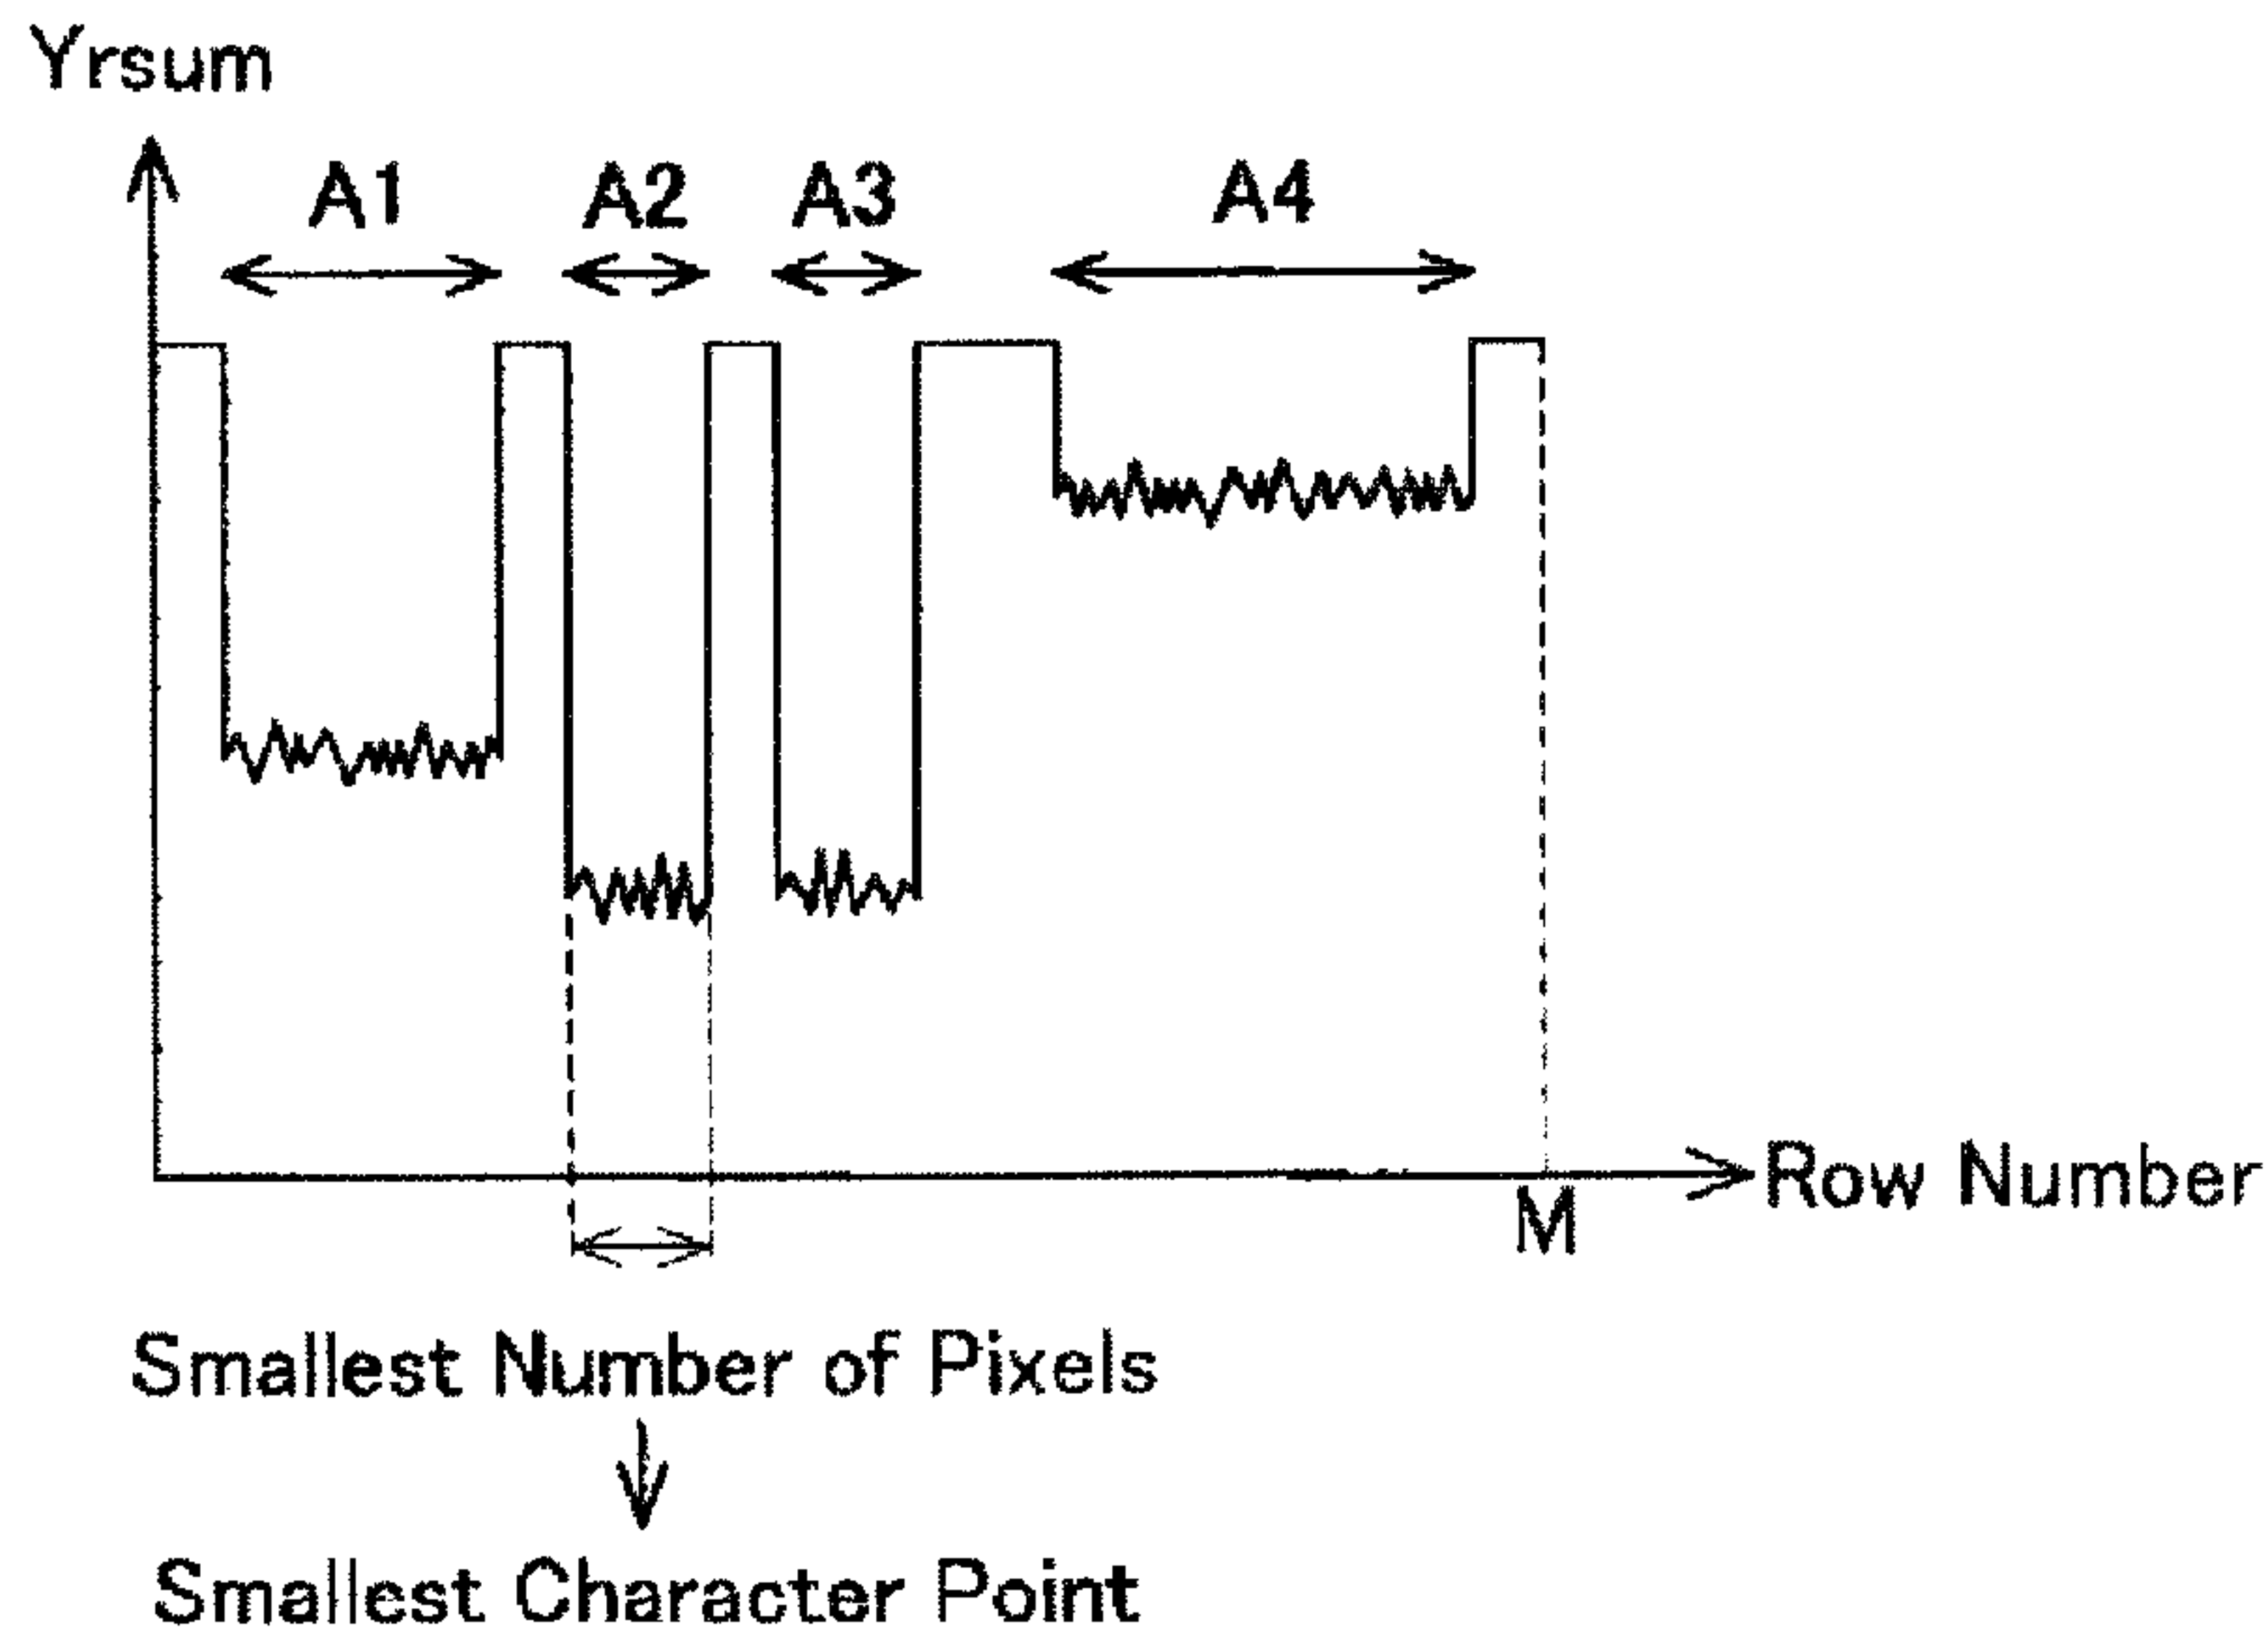 Yrsum
A1 A2 A3 A4
Row Number
M
Smallest Number of Pixels
Smallest Character Point